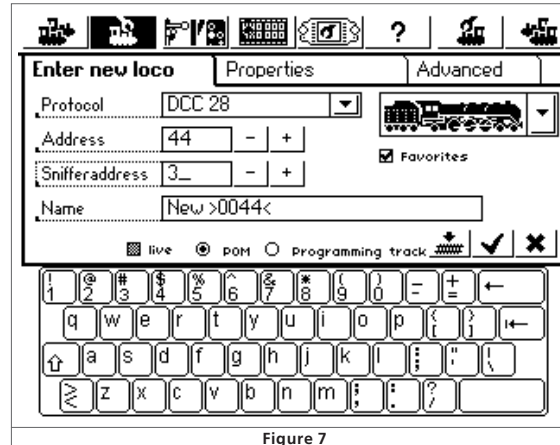 ?
Enter new loco Properties Advanced
Protocol DCC 28
Address 44 - +
Favorites
Snifferaddress 3_ - +
Name New >0044<
live POM Programming track
! @ # $ % ^ & * ( ) _ +
1 2 3 4 5 6 7 8 9 0 - = ←
q w e r t y u i o p { [ } ]
a s d f g h j k l
z x c v b n m ? /
Figure 7